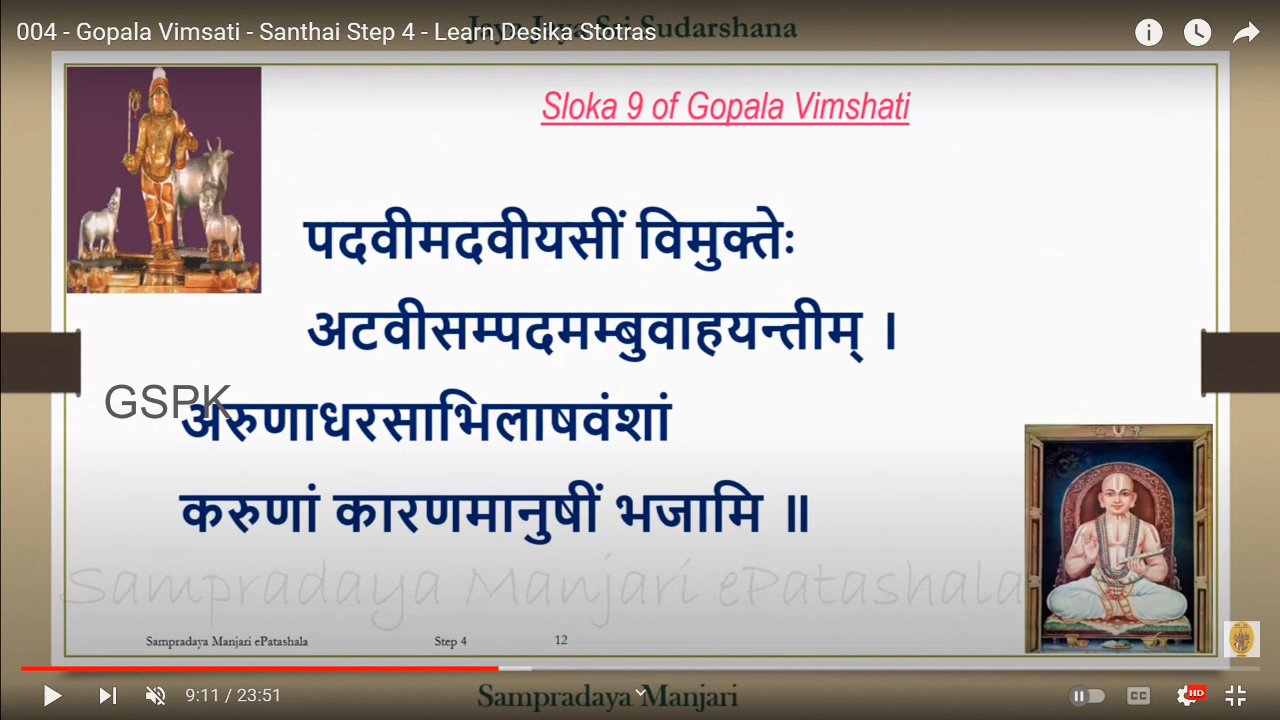 Jaya Jaya Sri Sudarshana
004 - Gopala Vimsati - Santhai Step 4 - Learn Desika Stotras
Sloka 9 of Gopala Vimshati
पदवीमदवीयसीं विमुक्तेः
अटवीसम्पदमम्बुवाहयन्तीम् ।
GSPK
अरुणाधरसाभिलाषवंशां
करुणां कारणमानुषीं भजामि ॥
Sampradaya Manjari ePatashala
Sampradaya Manjari ePatashala Step 4 12
9:11 / 23:51 CC HD
Sampradaya Manjari